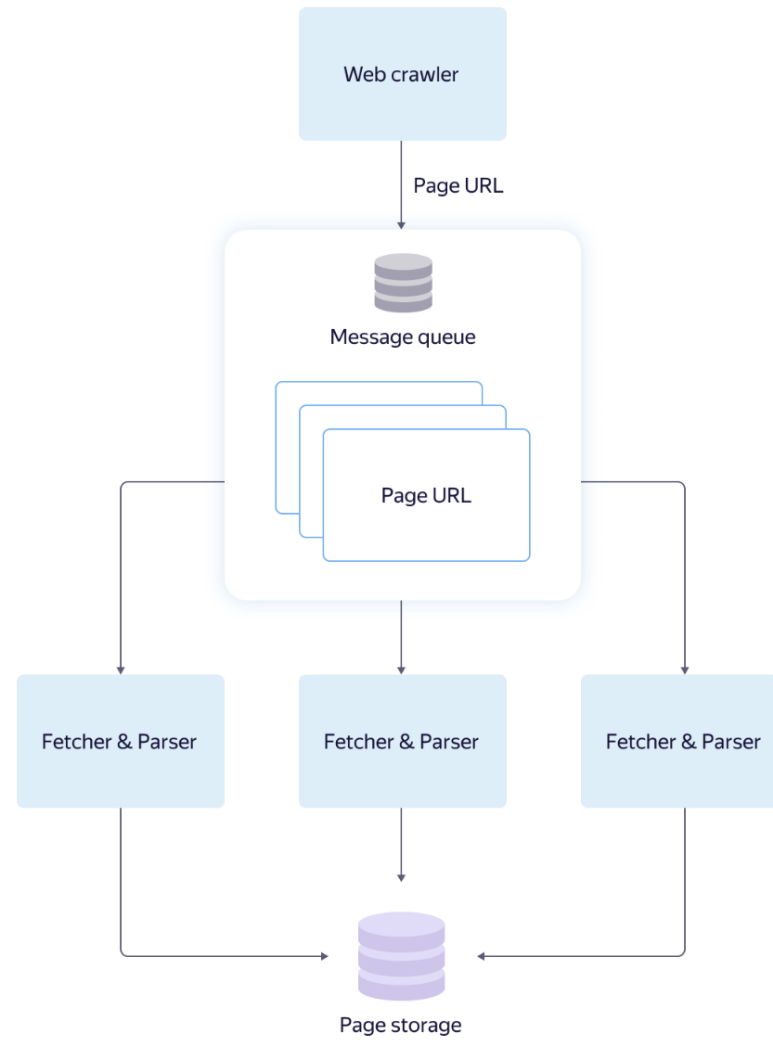 Web crawler
Page URL
Message queue
Page URL
Fetcher & Parser
Fetcher & Parser
Fetcher & Parser
Page storage